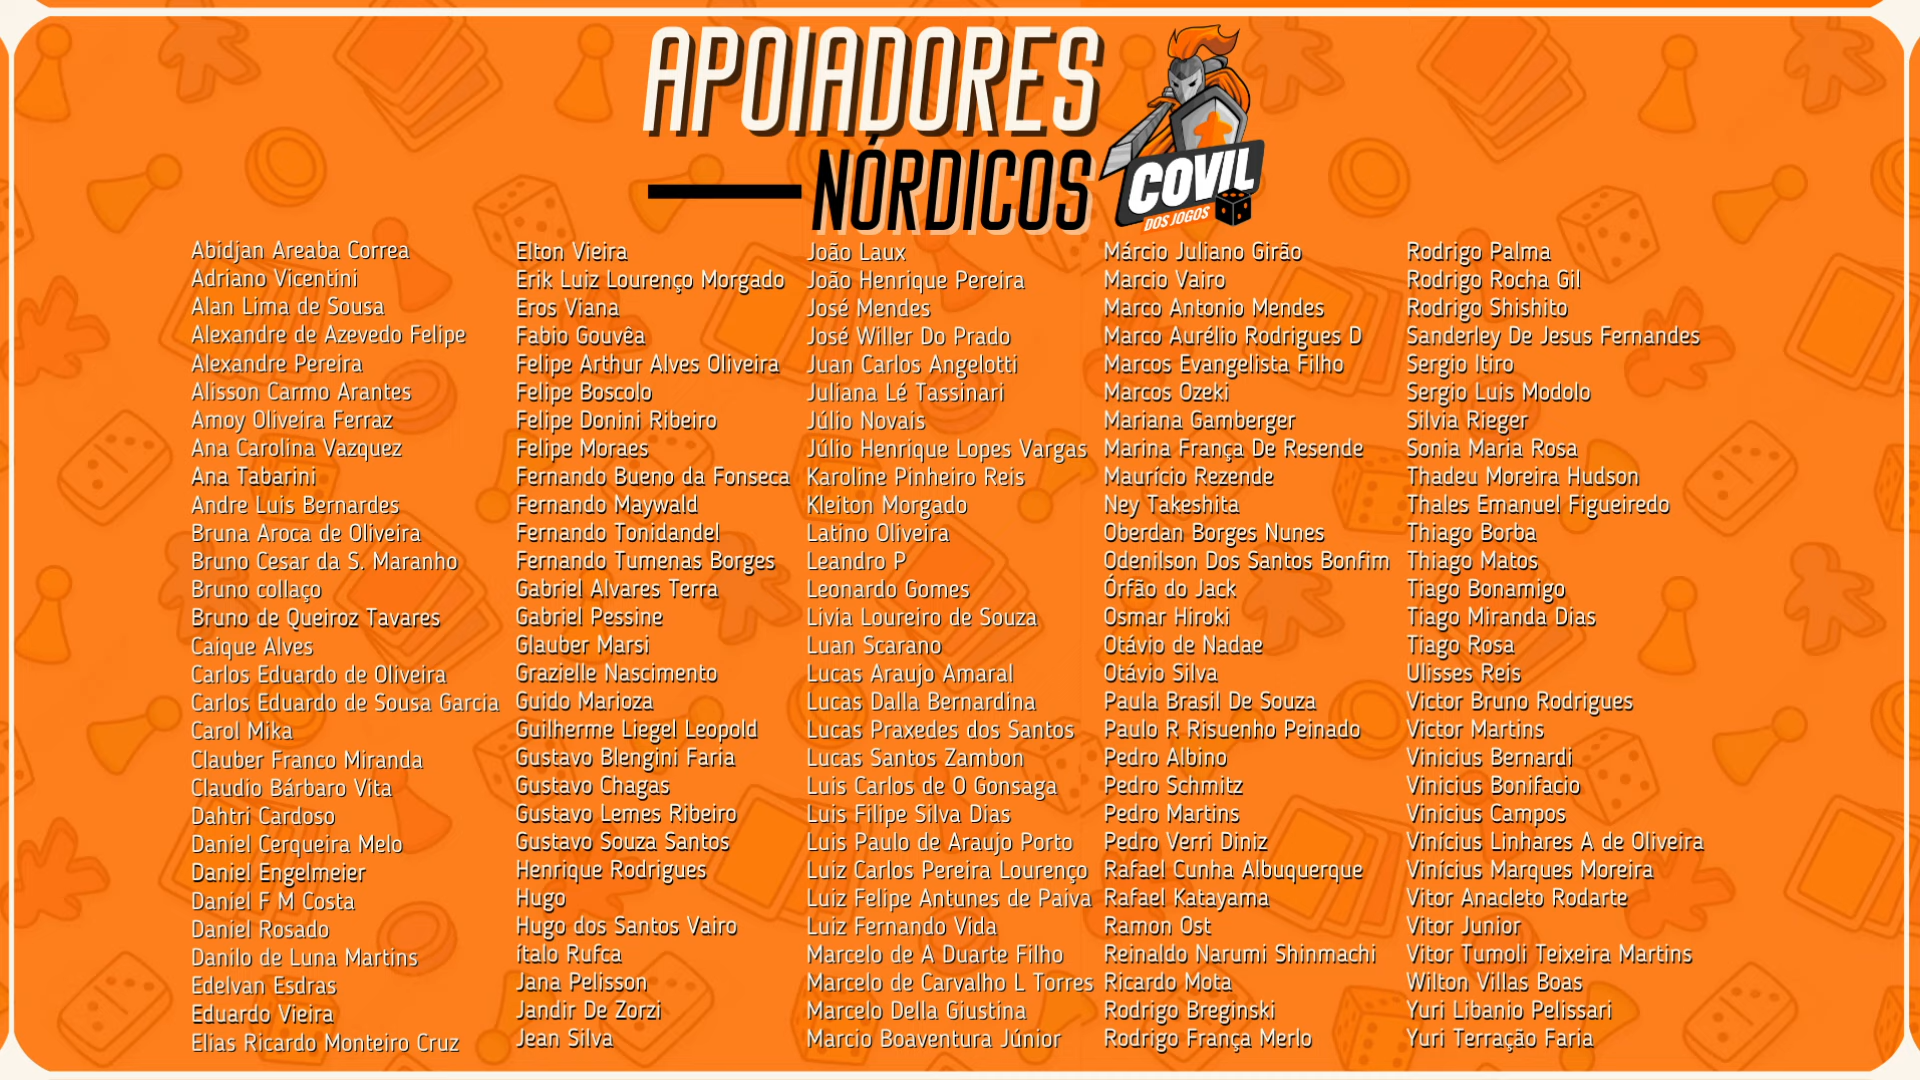 APOIADORES
NÓRDICOS
COVIL
DOS JOGOS
Abidjan Areaba Correa
Adriano Vicentini
Alan Lima de Sousa
Alexandre de Azevedo Felipe
Alexandre Pereira
Alisson Carmo Arantes
Amoy Oliveira Ferraz
Ana Carolina Vazquez
Ana Tabarini
Andre Luis Bernardes
Bruna Aroca de Oliveira
Bruno Cesar da S. Maranho
Bruno collaço
Bruno de Queiroz Tavares
Caique Alves
Carlos Eduardo de Oliveira
Carlos Eduardo de Sousa Garcia
Carol Mika
Clauber Franco Miranda
Claudio Bárbaro Vita
Dahtri Cardoso
Daniel Cerqueira Melo
Daniel Engelmeier
Daniel F M Costa
Daniel Rosado
Danilo de Luna Martins
Edelvan Esdras
Eduardo Vieira
Elias Ricardo Monteiro Cruz
Elton Vieira
Erik Luiz Lourenço Morgado
Eros Viana
Fabio Gouvêa
Felipe Arthur Alves Oliveira
Felipe Boscolo
Felipe Donini Ribeiro
Felipe Moraes
Fernando Bueno da Fonseca
Fernando Maywald
Fernando Tonidandel
Fernando Tumenas Borges
Gabriel Alvares Terra
Gabriel Pessine
Glauber Marsi
Grazielle Nascimento
Guido Marioza
Guilherme Liegel Leopold
Gustavo Blengini Faria
Gustavo Chagas
Gustavo Lemes Ribeiro
Gustavo Souza Santos
Henrique Rodrigues
Hugo
Hugo dos Santos Vairo
ítalo Rufca
Jana Pelisson
Jandir De Zorzi
Jean Silva
João Laux
João Henrique Pereira
José Mendes
José Willer Do Prado
Juan Carlos Angelotti
Juliana Lé Tassinari
Júlio Novais
Júlio Henrique Lopes Vargas
Karoline Pinheiro Reis
Kleiton Morgado
Latino Oliveira
Leandro P
Leonardo Gomes
Livia Loureiro de Souza
Luan Scarano
Lucas Araujo Amaral
Lucas Dalla Bernardina
Lucas Praxedes dos Santos
Lucas Santos Zambon
Luis Carlos de O Gonsaga
Luis Filipe Silva Dias
Luis Paulo de Araujo Porto
Luiz Carlos Pereira Lourenço
Luiz Felipe Antunes de Paiva
Luiz Fernando Vida
Marcelo de A Duarte Filho
Marcelo de Carvalho L Torres
Marcelo Della Giustina
Marcio Boaventura Júnior
Márcio Juliano Girão
Marcio Vairo
Marco Antonio Mendes
Marco Aurélio Rodrigues D
Marcos Evangelista Filho
Marcos Ozeki
Mariana Gamberger
Marina França De Resende
Maurício Rezende
Ney Takeshita
Oberdan Borges Nunes
Odenilson Dos Santos Bonfim
Órfão do Jack
Osmar Hiroki
Otávio de Nadae
Otávio Silva
Paula Brasil De Souza
Paulo R Risuenho Peinado
Pedro Albino
Pedro Schmitz
Pedro Martins
Pedro Verri Diniz
Rafael Cunha Albuquerque
Rafael Katayama
Ramon Ost
Reinaldo Narumi Shinmachi
Ricardo Mota
Rodrigo Breginski
Rodrigo França Merlo
Rodrigo Palma
Rodrigo Rocha Gil
Rodrigo Shishito
Sanderley De Jesus Fernandes
Sergio Itiro
Sergio Luis Modolo
Silvia Rieger
Sonia Maria Rosa
Thadeu Moreira Hudson
Thales Emanuel Figueiredo
Thiago Borba
Thiago Matos
Tiago Bonamigo
Tiago Miranda Dias
Tiago Rosa
Ulisses Reis
Victor Bruno Rodrigues
Victor Martins
Vinicius Bernardi
Vinicius Bonifacio
Vinicius Campos
Vinícius Linhares A de Oliveira
Vinícius Marques Moreira
Vitor Anacleto Rodarte
Vitor Junior
Vitor Tumoli Teixeira Martins
Wilton Villas Boas
Yuri Libanio Pelissari
Yuri Terração Faria